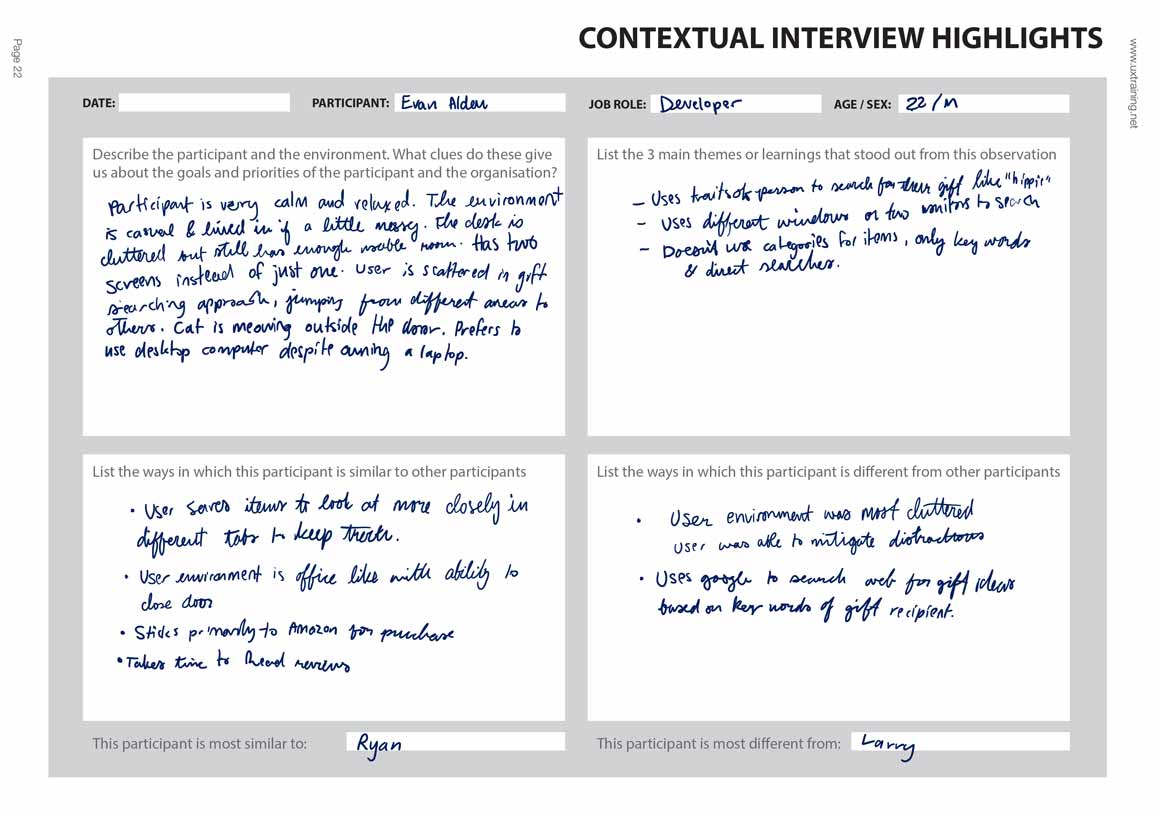 CONTEXTUAL INTERVIEW HIGHLIGHTS
Page 22
www.uxtraining.net
DATE:
PARTICIPANT: Evan Alden
JOB ROLE: Developer
AGE / SEX: 22 / M
Describe the participant and the environment. What clues do these give
us about the goals and priorities of the participant and the organisation?
Participant is very calm and relaxed. The environment
is casual & lived in if a little messy. The desk is
cluttered but still has enough usable room. Has two
screens instead of just one. User is scattered in gift
searching approach, jumping from different areas to
others. Cat is meowing outside the door. Prefers to
use desktop computer despite owning a laptop.
List the 3 main themes or learnings that stood out from this observation
– Uses traits of person to search for their gift like "hippie"
– Uses different windows or two monitors to search
– Doesn't use categories for items, only key words
& direct searches.
List the ways in which this participant is similar to other participants
• User saves items to look at more closely in
different tabs to keep track.
• User environment is office like with ability to
close door
• Sticks primarily to Amazon for purchase
• Takes time to read reviews
List the ways in which this participant is different from other participants
• User environment was most cluttered
user was able to mitigate distractions
• Uses google to search web for gift ideas
based on key words of gift recipient.
This participant is most similar to: Ryan
This participant is most different from: Larry